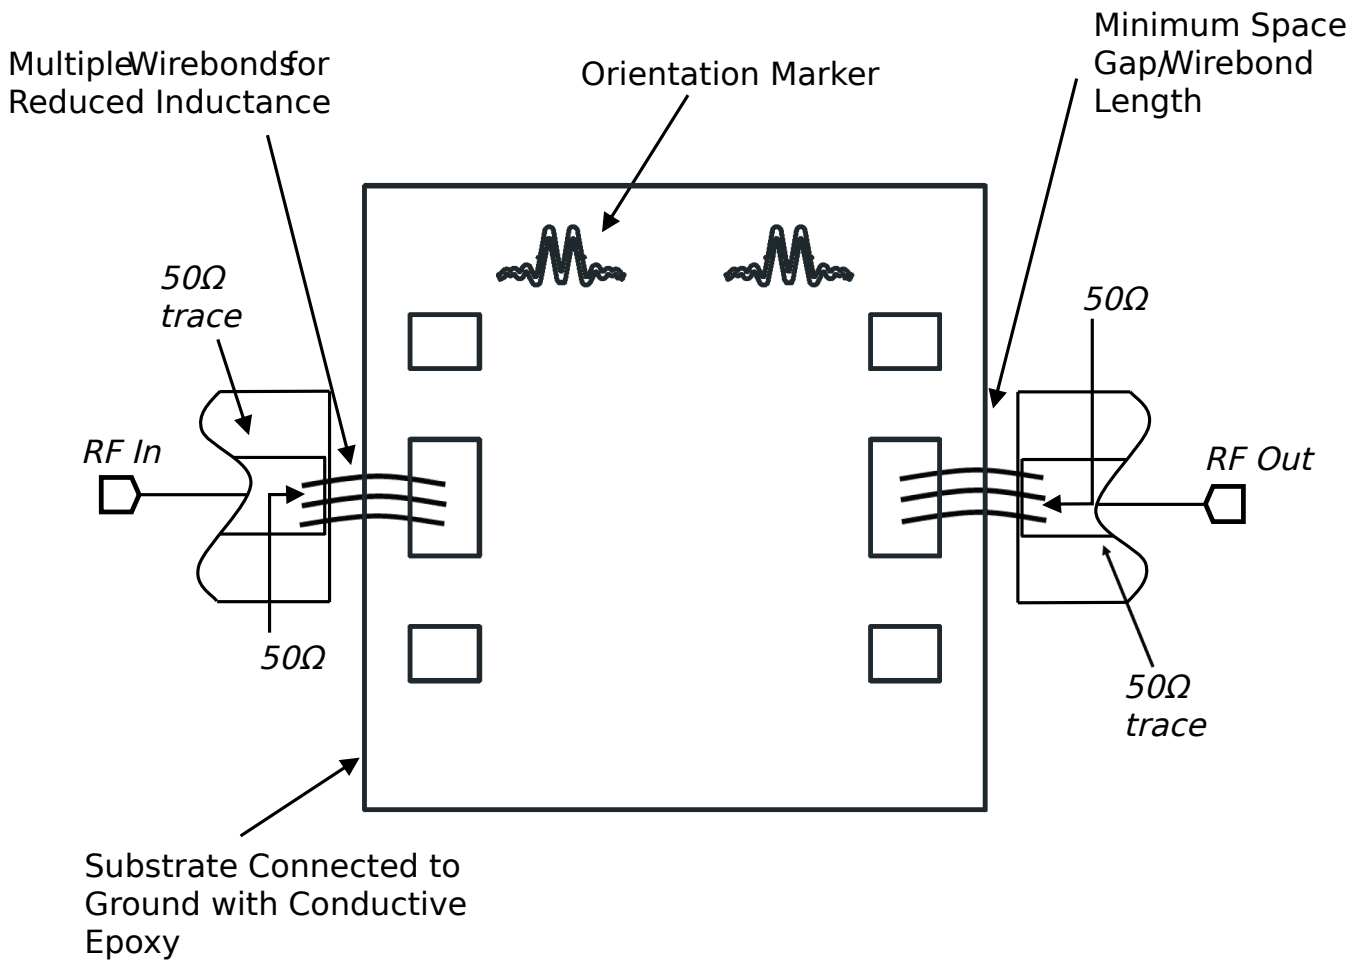 Multiple Wirebonds for
Reduced Inductance
Orientation Marker
Minimum Space
Gap/Wirebond
Length
50Ω
trace
50Ω
RF In
RF Out
50Ω
50Ω
trace
Substrate Connected to
Ground with Conductive
Epoxy